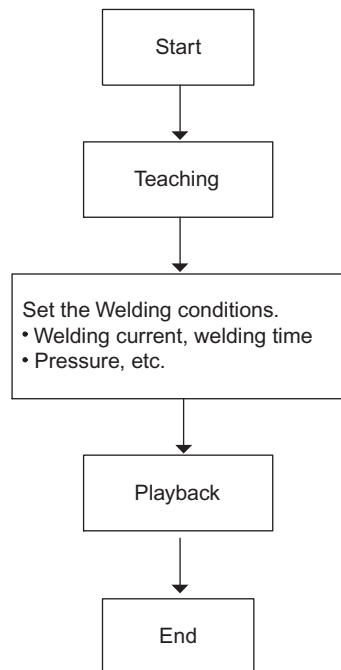 Start
Teaching
Set the Welding conditions.
• Welding current, welding time
• Pressure, etc.
Playback
End